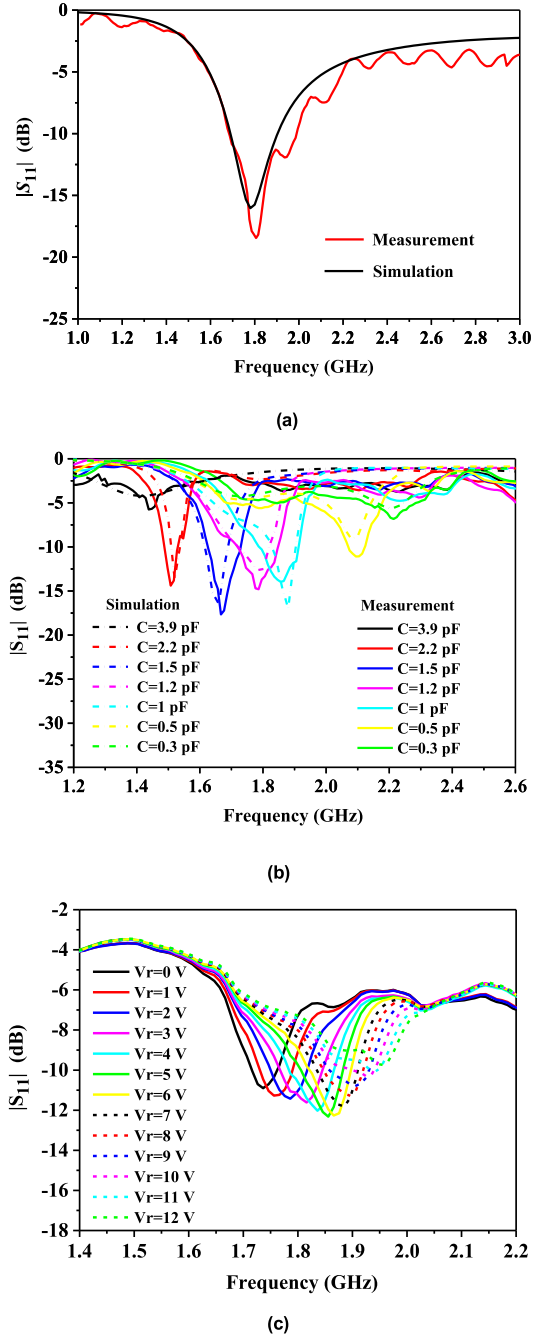 0
-5
-10
-15
-20
-25
|S11| (dB)
Measurement
Simulation
1.0 1.2 1.4 1.6 1.8 2.0 2.2 2.4 2.6 2.8 3.0
Frequency (GHz)
(a)
0
-5
-10
-15
-20
-25
-30
-35
|S11| (dB)
Simulation
C=3.9 pF
C=2.2 pF
C=1.5 pF
C=1.2 pF
C=1 pF
C=0.5 pF
C=0.3 pF
Measurement
C=3.9 pF
C=2.2 pF
C=1.5 pF
C=1.2 pF
C=1 pF
C=0.5 pF
C=0.3 pF
1.2 1.4 1.6 1.8 2.0 2.2 2.4 2.6
Frequency (GHz)
(b)
-2
-4
-6
-8
-10
-12
-14
-16
-18
|S11| (dB)
Vr=0 V
Vr=1 V
Vr=2 V
Vr=3 V
Vr=4 V
Vr=5 V
Vr=6 V
Vr=7 V
Vr=8 V
Vr=9 V
Vr=10 V
Vr=11 V
Vr=12 V
1.4 1.5 1.6 1.7 1.8 1.9 2.0 2.1 2.2
Frequency (GHz)
(c)